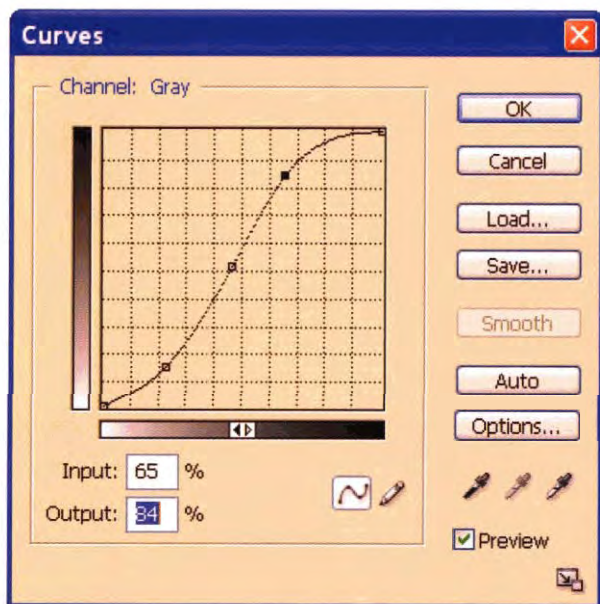 Curves
Channel: Gray
OK
Cancel
Load...
Save...
Smooth
Auto
Options...
Input: 65 %
Output: 84 %
Preview